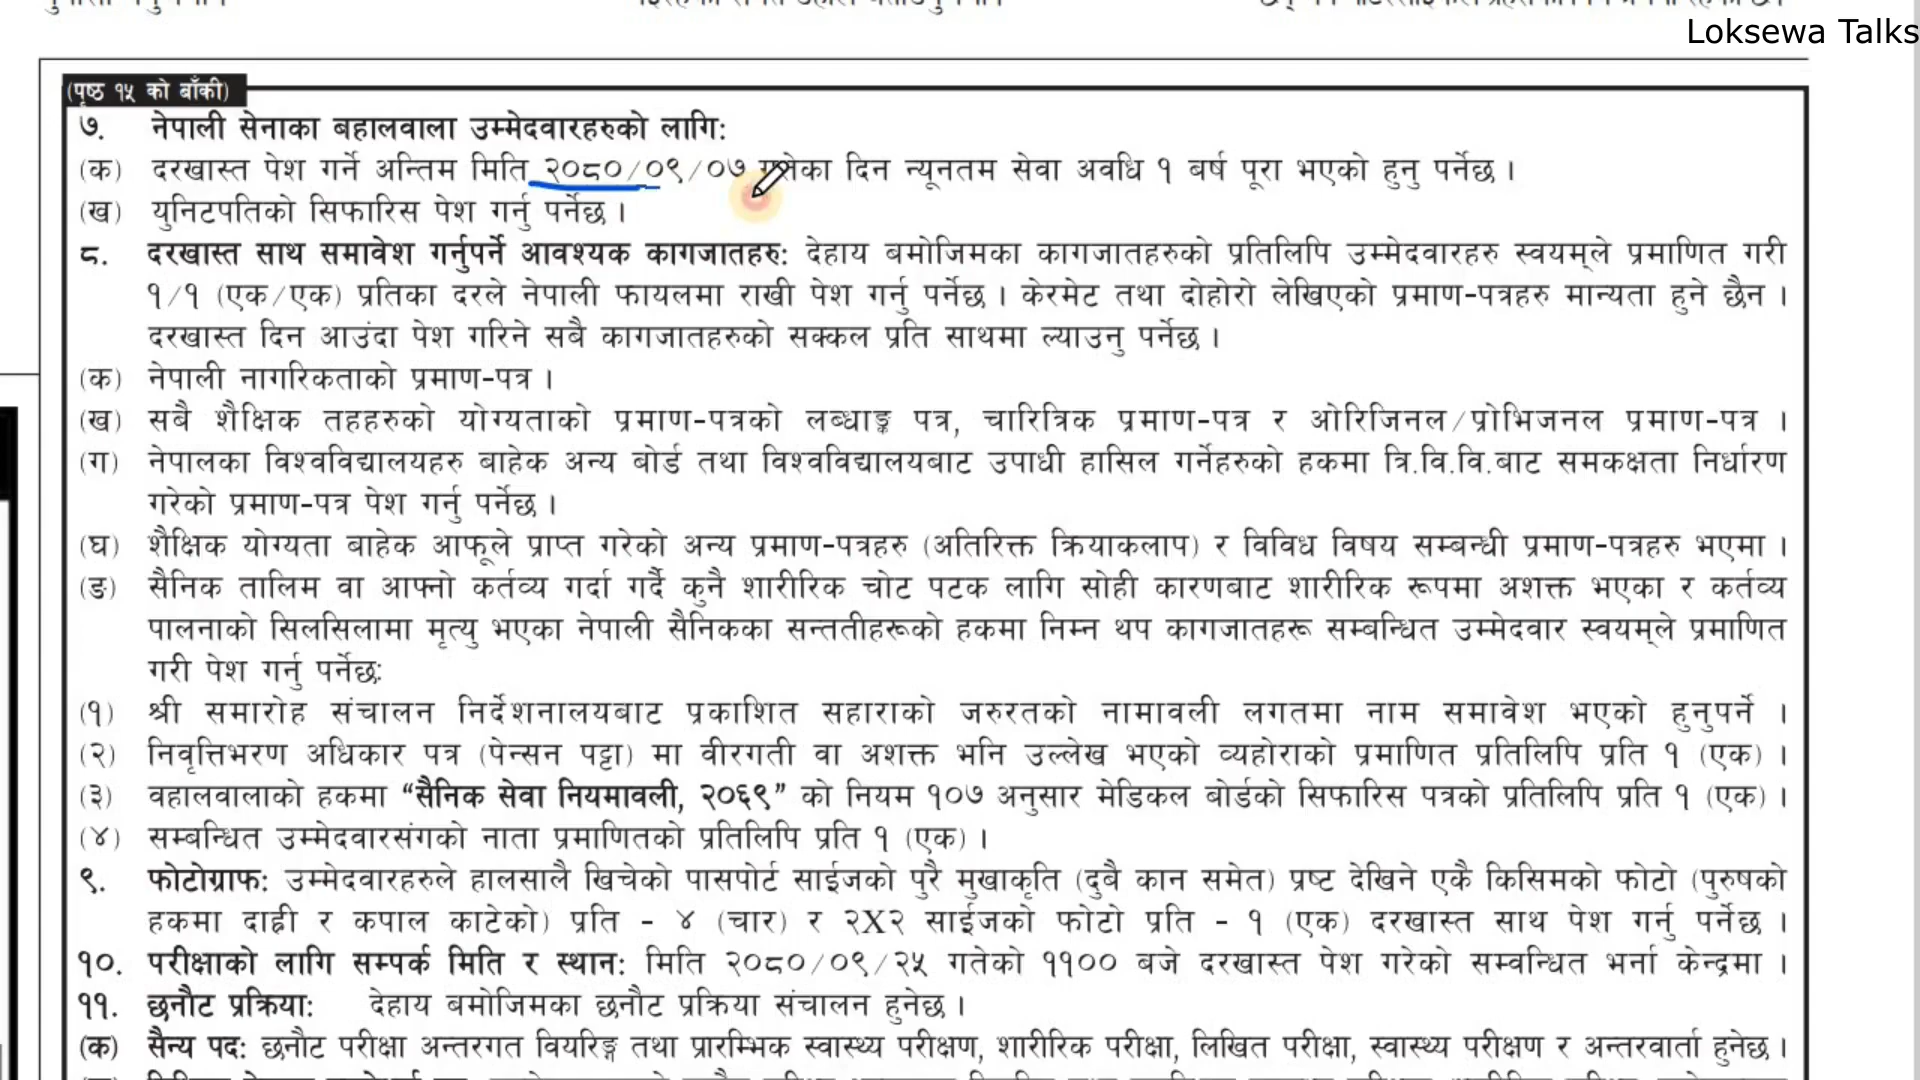 Loksewa Talks
(पृष्ठ १५ को बाँकी)
७. नेपाली सेनाका बहालवाला उम्मेदवारहरुको लागि:
(क) दरखास्त पेश गर्ने अन्तिम मिति २०८०/०९/०७ दिन न्यूनतम सेवा अवधि १ बर्ष पूरा भएको हुनु पर्नेछ ।
(ख) युनिटपतिको सिफारिस पेश गर्नु पर्नेछ ।
८. दरखास्त साथ समावेश गर्नुपर्ने आवश्यक कागजातहरु: देहाय बमोजिमका कागजातहरुको प्रतिलिपि उम्मेदवारहरु स्वयम्ले प्रमाणित गरी
१/१ (एक/एक) प्रतिका दरले नेपाली फायलमा राखी पेश गर्नु पर्नेछ । केरमेट तथा दोहोरो लेखिएको प्रमाण-पत्रहरु मान्यता हुने छैन ।
दरखास्त दिन आउंदा पेश गरिने सबै कागजातहरुको सक्कल प्रति साथमा ल्याउनु पर्नेछ ।
(क) नेपाली नागरिकताको प्रमाण-पत्र ।
(ख) सबै शैक्षिक तहहरुको योग्यताको प्रमाण-पत्रको लब्धाङ्क पत्र, चारित्रिक प्रमाण-पत्र र ओरिजिनल/प्रोभिजनल प्रमाण-पत्र ।
(ग) नेपालका विश्वविद्यालयहरु बाहेक अन्य बोर्ड तथा विश्वविद्यालयबाट उपाधी हासिल गर्नेहरुको हकमा त्रि.वि.वि.बाट समकक्षता निर्धारण
गरेको प्रमाण-पत्र पेश गर्नु पर्नेछ ।
(घ) शैक्षिक योग्यता बाहेक आफूले प्राप्त गरेको अन्य प्रमाण-पत्रहरु (अतिरिक्त क्रियाकलाप) र विविध विषय सम्बन्धी प्रमाण-पत्रहरु भएमा ।
(ङ) सैनिक तालिम वा आफ्नो कर्तव्य गर्दा गर्दै कुनै शारीरिक चोट पटक लागि सोही कारणबाट शारीरिक रूपमा अशक्त भएका र कर्तव्य
पालनाको सिलसिलामा मृत्यु भएका नेपाली सैनिकका सन्ततीहरूको हकमा निम्न थप कागजातहरू सम्बन्धित उम्मेदवार स्वयम्ले प्रमाणित
गरी पेश गर्नु पर्नेछ:
(१) श्री समारोह संचालन निर्देशनालयबाट प्रकाशित सहाराको जरुरतको नामावली लगतमा नाम समावेश भएको हुनुपर्ने ।
(२) निवृत्तिभरण अधिकार पत्र (पेन्सन पट्टा) मा वीरगती वा अशक्त भनि उल्लेख भएको व्यहोराको प्रमाणित प्रतिलिपि प्रति १ (एक) ।
(३) वहालवालाको हकमा “सैनिक सेवा नियमावली, २०६९” को नियम १०७ अनुसार मेडिकल बोर्डको सिफारिस पत्रको प्रतिलिपि प्रति १ (एक) ।
(४) सम्बन्धित उम्मेदवारसंगको नाता प्रमाणितको प्रतिलिपि प्रति १ (एक) ।
९. फोटोग्राफ: उम्मेदवारहरुले हालसालै खिचेको पासपोर्ट साईजको पुरै मुखाकृति (दुबै कान समेत) प्रष्ट देखिने एकै किसिमको फोटो (पुरुषको
हकमा दाह्री र कपाल काटेको) प्रति - ४ (चार) र २X२ साईजको फोटो प्रति - १ (एक) दरखास्त साथ पेश गर्नु पर्नेछ ।
१०. परीक्षाको लागि सम्पर्क मिति र स्थान: मिति २०८०/०९/२५ गतेको ११०० बजे दरखास्त पेश गरेको सम्वन्धित भर्ना केन्द्रमा ।
११. छनौट प्रक्रिया: देहाय बमोजिमका छनौट प्रक्रिया संचालन हुनेछ ।
(क) सैन्य पद: छनौट परीक्षा अन्तरगत वियरिङ्ग तथा प्रारम्भिक स्वास्थ्य परीक्षण, शारीरिक परीक्षा, लिखित परीक्षा, स्वास्थ्य परीक्षण र अन्तरवार्ता हुनेछ ।